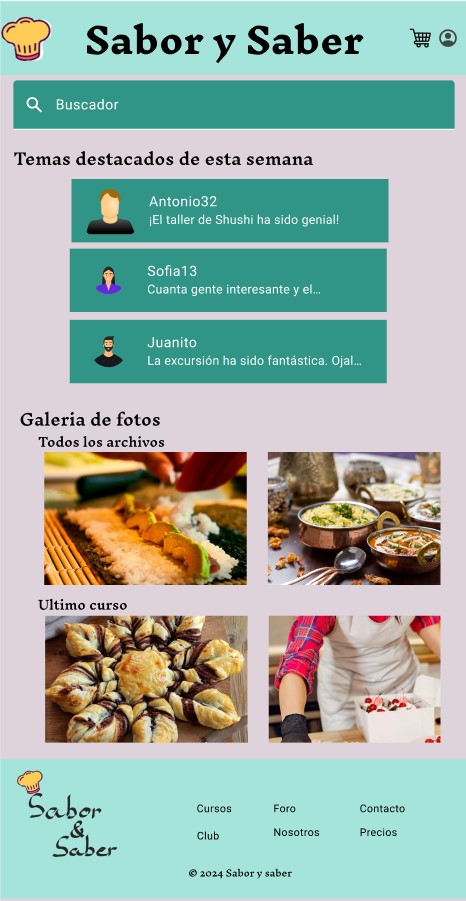 Sabor y Saber
Buscador
Temas destacados de esta semana
Antonio32
¡El taller de Shushi ha sido genial!
Sofia13
Cuanta gente interesante y el...
Juanito
La excursión ha sido fantástica. Ojal...
Galeria de fotos
Todos los archivos
Ultimo curso
Sabor
&
Saber
Cursos Foro Contacto
Club Nosotros Precios
© 2024 Sabor y saber